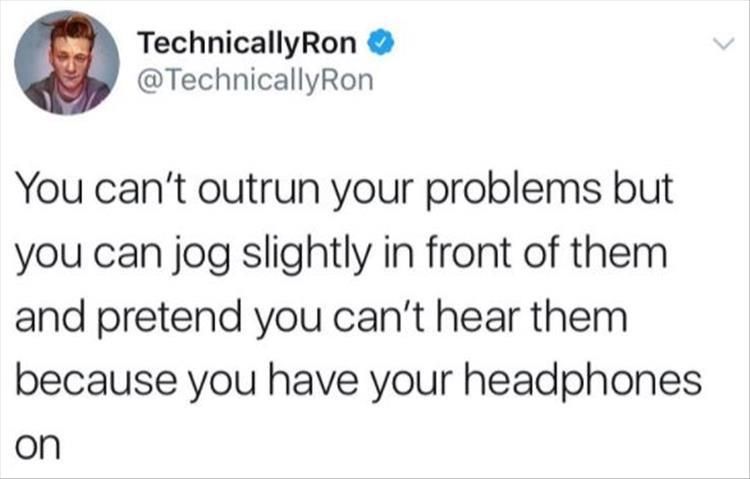 TechnicallyRon
@TechnicallyRon
You can't outrun your problems but
you can jog slightly in front of them
and pretend you can't hear them
because you have your headphones
on